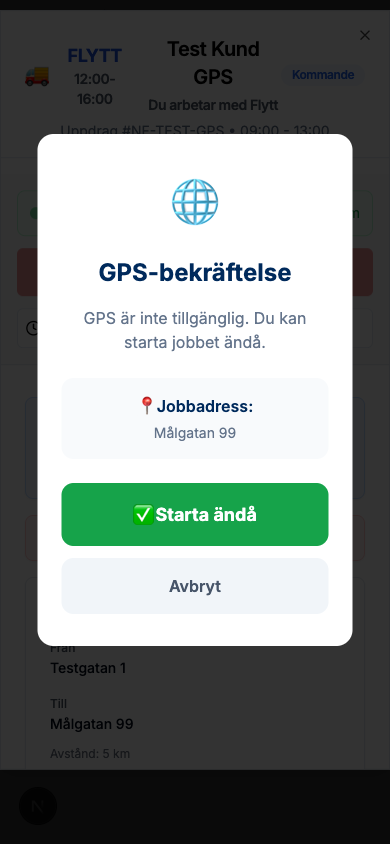 FLYTT
12:00-
16:00
Test Kund
GPS
Du arbetar med Flytt
Kommande
Uppdrag #NF-TEST-GPS • 09:00 - 13:00
GPS-bekräftelse
GPS är inte tillgänglig. Du kan
starta jobbet ändå.
📍Jobbadress:
Målgatan 99
✅Starta ändå
Avbryt
Från
Testgatan 1
Till
Målgatan 99
Avstånd: 5 km